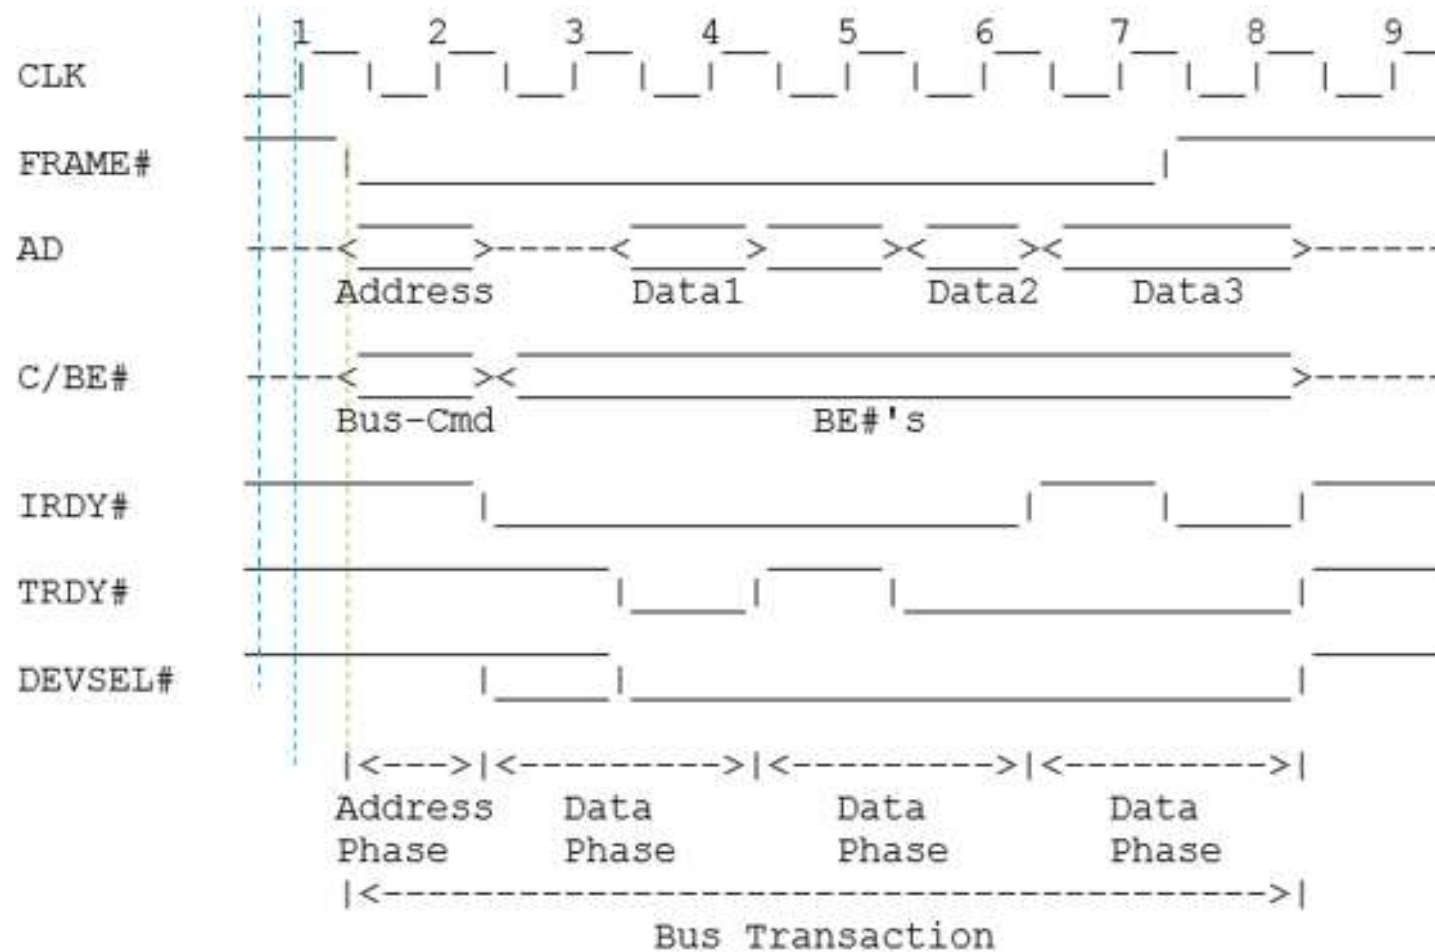 1 2 3 4 5 6 7 8 9
CLK
FRAME#
AD
Address Data1 Data2 Data3
C/BE#
Bus-Cmd BE#'s
IRDY#
TRDY#
DEVSEL#
Address Data Data Data
Phase Phase Phase Phase
Bus Transaction